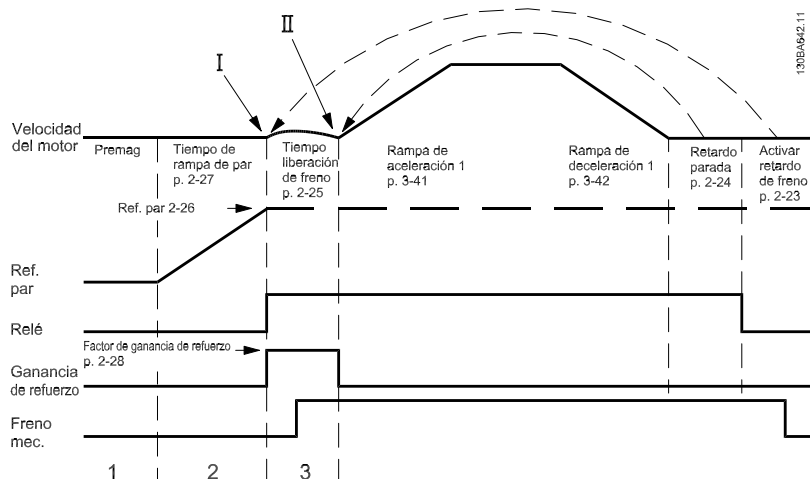 130BA642.11
II
I
Velocidad
del motor
Premag
Tiempo de
rampa de par
p. 2-27
Tiempo
liberación
de freno
p. 2-25
Rampa de
aceleración 1
p. 3-41
Rampa de
deceleración 1
p. 3-42
Retardo
parada
p. 2-24
Activar
retardo
de freno
p. 2-23
Ref. par 2-26
Ref.
par
Relé
Factor de ganancia de refuerzo
p. 2-28
Ganancia
de refuerzo
Freno
mec.
1
2
3